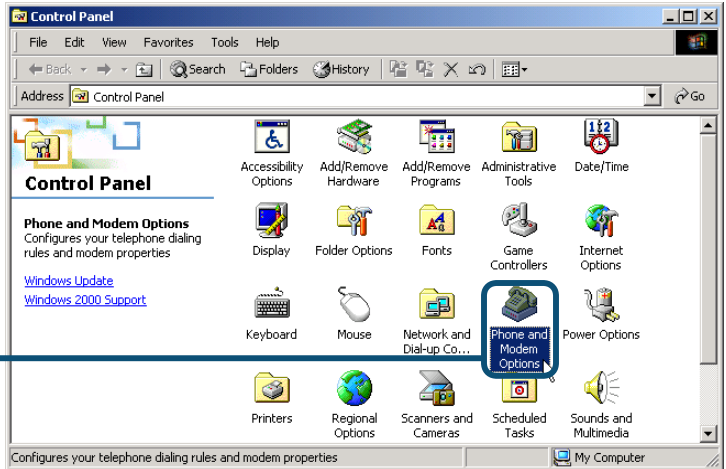 Control Panel
File Edit View Favorites Tools Help
Back Search Folders History
Address Control Panel Go
Control Panel
Phone and Modem Options
Configures your telephone dialing
rules and modem properties
Windows Update
Windows 2000 Support
Accessibility
Options
Add/Remove
Hardware
Add/Remove
Programs
Administrative
Tools
Date/Time
Display
Folder Options
Fonts
Game
Controllers
Internet
Options
Keyboard
Mouse
Network and
Dial-up Co...
Phone and
Modem
Options
Power Options
Printers
Regional
Options
Scanners and
Cameras
Scheduled
Tasks
Sounds and
Multimedia
Configures your telephone dialing rules and modem properties
My Computer